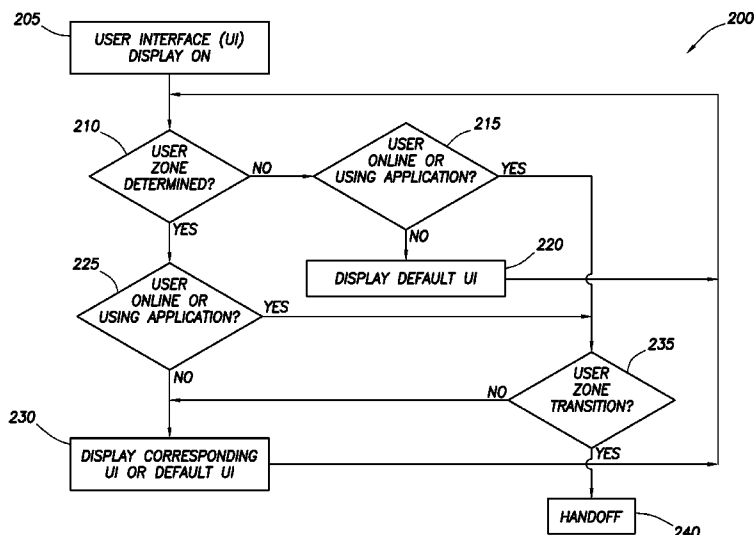 205
USER INTERFACE (UI)
DISPLAY ON
200
210
USER
ZONE
DETERMINED?
NO
YES
215
USER
ONLINE OR
USING APPLICATION?
YES
NO
220
DISPLAY DEFAULT UI
225
USER
ONLINE OR
USING APPLICATION?
YES
NO
235
USER
ZONE
TRANSITION?
NO
YES
230
DISPLAY CORRESPONDING
UI OR DEFAULT UI
HANDOFF
240